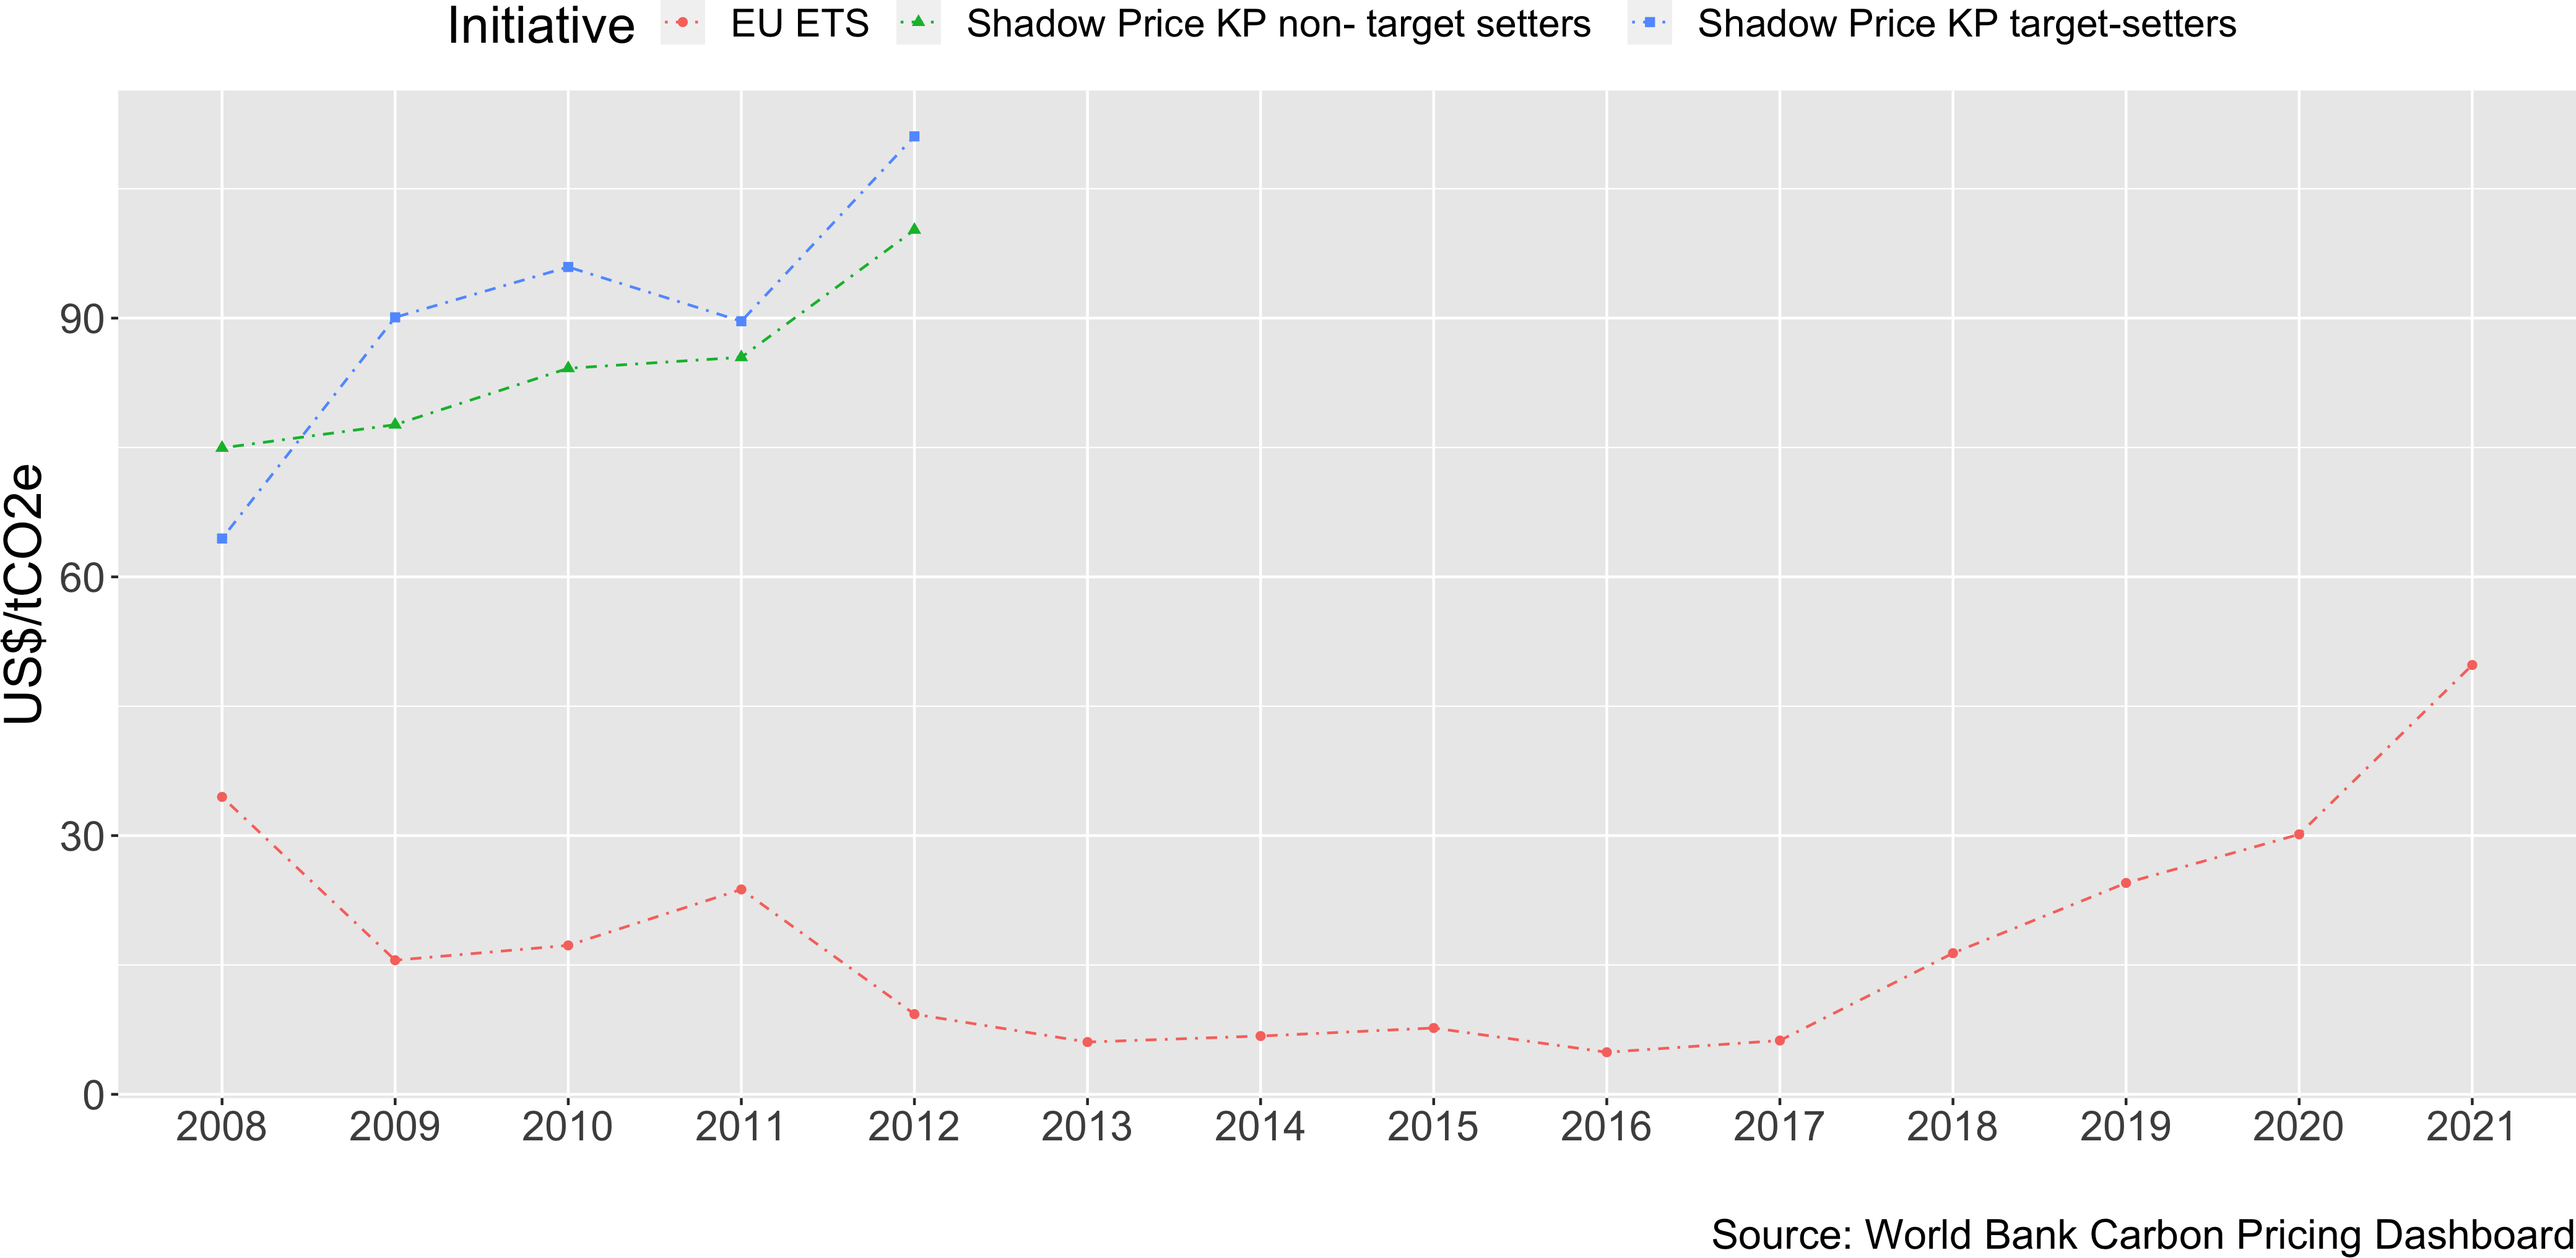 Initiative EU ETS Shadow Price KP non- target setters Shadow Price KP target-setters
US$/tCO2e
90
60
30
0
2008 2009 2010 2011 2012 2013 2014 2015 2016 2017 2018 2019 2020 2021
Source: World Bank Carbon Pricing Dashboard